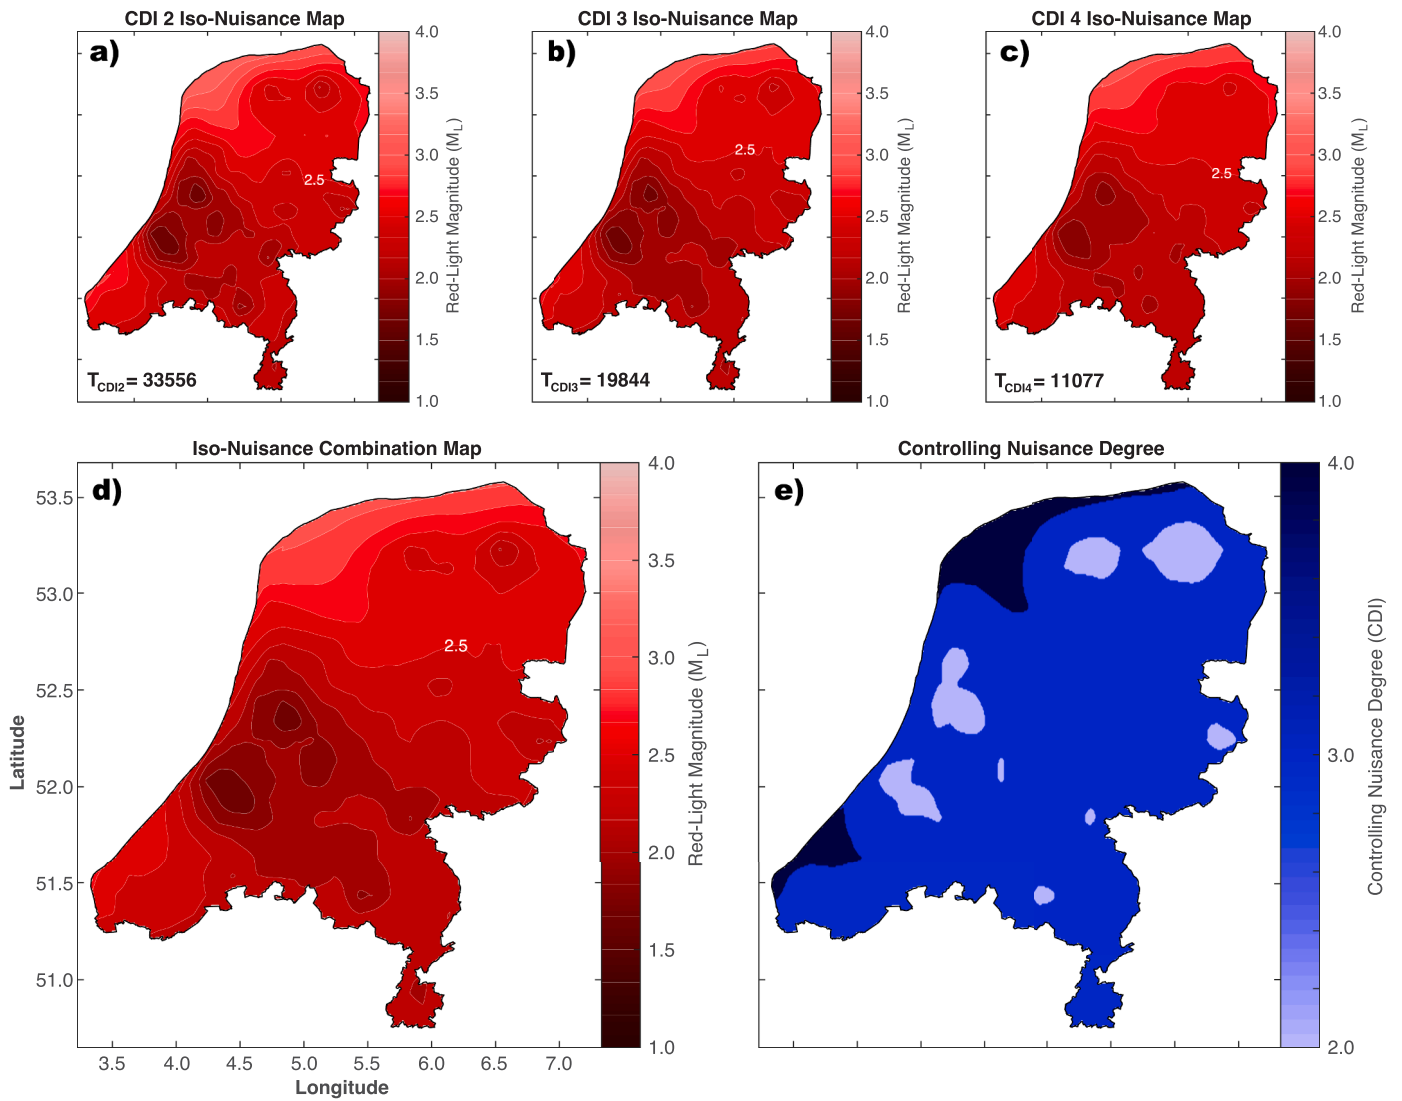 CDI 2 Iso-Nuisance Map
a)
2.5
T_CDI2 = 33556
4.0
3.5
3.0
2.5
2.0
1.5
1.0
Red-Light Magnitude (M_L)
CDI 3 Iso-Nuisance Map
b)
2.5
T_CDI3 = 19844
4.0
3.5
3.0
2.5
2.0
1.5
1.0
Red-Light Magnitude (M_L)
CDI 4 Iso-Nuisance Map
c)
2.5
T_CDI4 = 11077
4.0
3.5
3.0
2.5
2.0
1.5
1.0
Red-Light Magnitude (M_L)
Iso-Nuisance Combination Map
d)
2.5
Latitude
53.5
53.0
52.5
52.0
51.5
51.0
3.5 4.0 4.5 5.0 5.5 6.0 6.5 7.0
Longitude
4.0
3.5
3.0
2.5
2.0
1.5
1.0
Red-Light Magnitude (M_L)
Controlling Nuisance Degree
e)
4.0
3.0
2.0
Controlling Nuisance Degree (CDI)